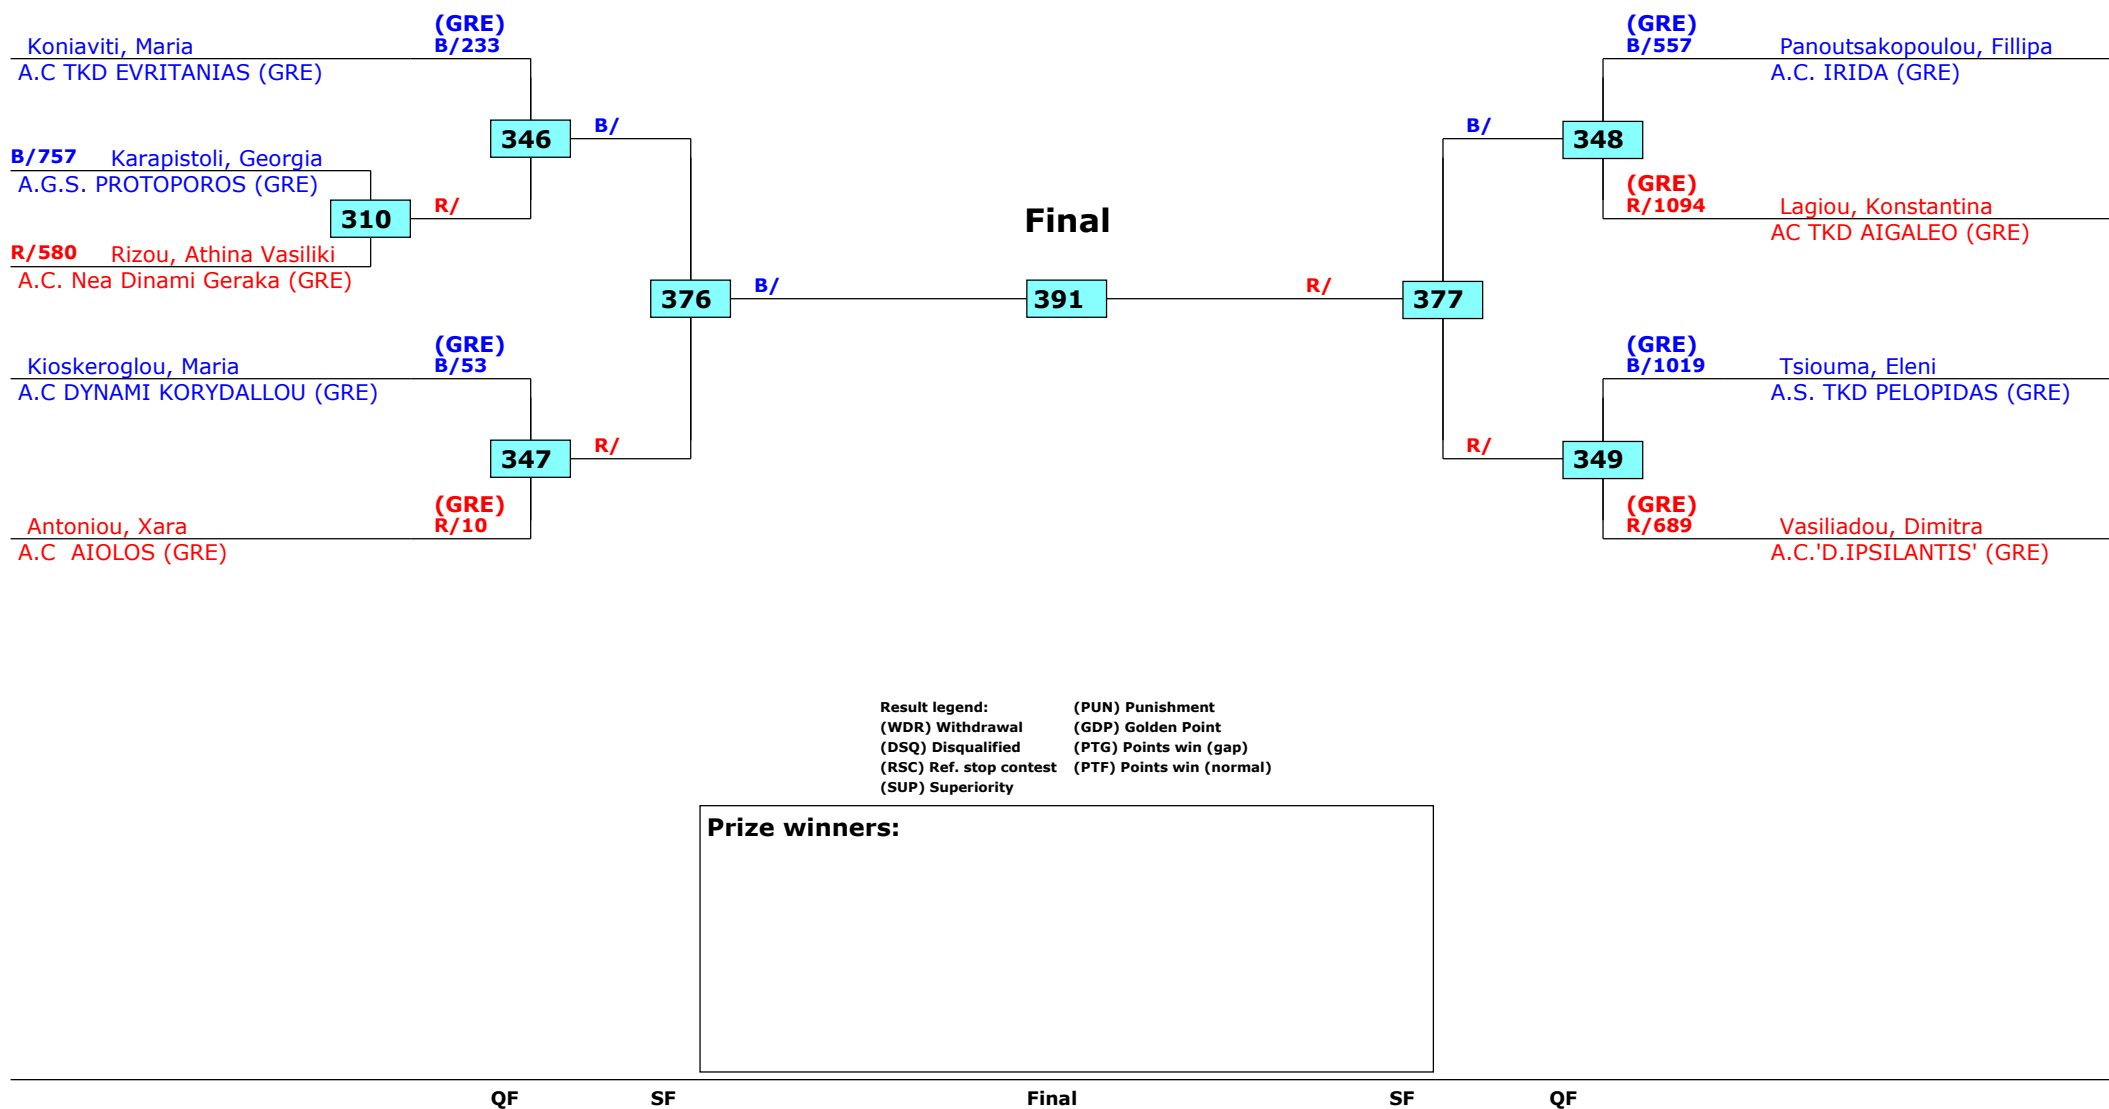 (GRE)
Koniaviti, Maria B/233
A.C TKD EVRITANIAS (GRE)
346
B/
B/757 Karapistoli, Georgia
A.G.S. PROTOPOROS (GRE)
310
R/
R/580 Rizou, Athina Vasiliki
A.C. Nea Dinami Geraka (GRE)
376
B/
(GRE)
Kioskeroglou, Maria B/53
A.C DYNAMI KORYDALLOU (GRE)
347
R/
(GRE)
Antoniou, Xara R/10
A.C  AIOLOS (GRE)
Final
391
(GRE)
B/557 Panoutsakopoulou, Fillipa
A.C. IRIDA (GRE)
B/
348
(GRE)
R/1094 Lagiou, Konstantina
AC TKD AIGALEO (GRE)
R/
377
(GRE)
B/1019 Tsiouma, Eleni
A.S. TKD PELOPIDAS (GRE)
R/
349
(GRE)
R/689 Vasiliadou, Dimitra
A.C.'D.IPSILANTIS' (GRE)
Result legend: (PUN) Punishment
(WDR) Withdrawal (GDP) Golden Point
(DSQ) Disqualified (PTG) Points win (gap)
(RSC) Ref. stop contest (PTF) Points win (normal)
(SUP) Superiority
Prize winners:
QF SF Final SF QF